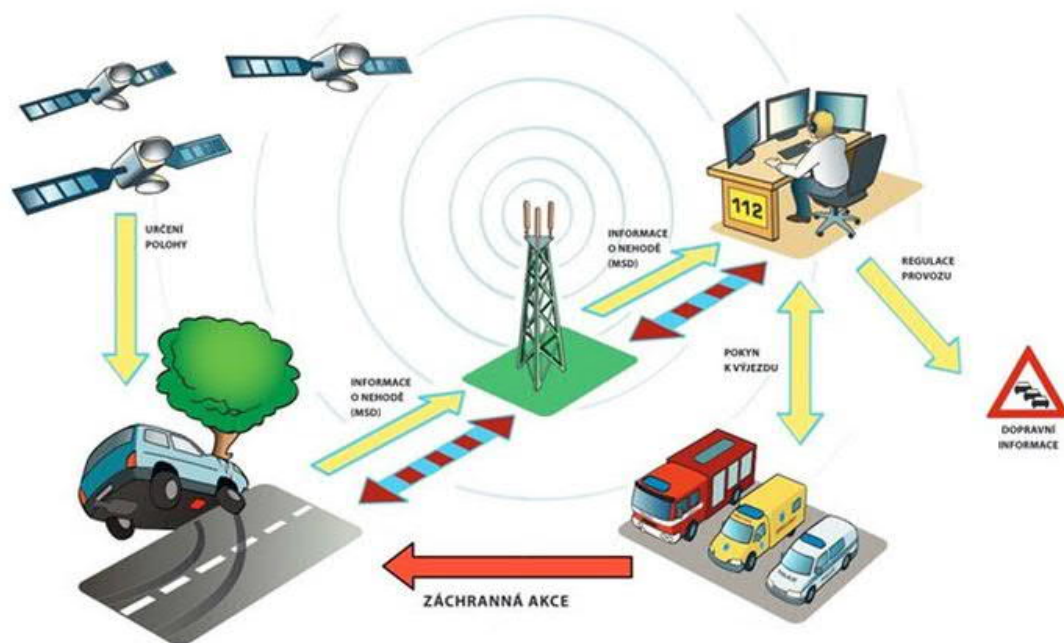 URČENÍ
POLOHY
INFORMACE
O NEHODĚ
(MSD)
112
REGULACE
PROVOZU
INFORMACE
O NEHODĚ
(MSD)
POKYN
K VÝJEZDU
DOPRAVNÍ
INFORMACE
ZÁCHRANNÁ AKCE